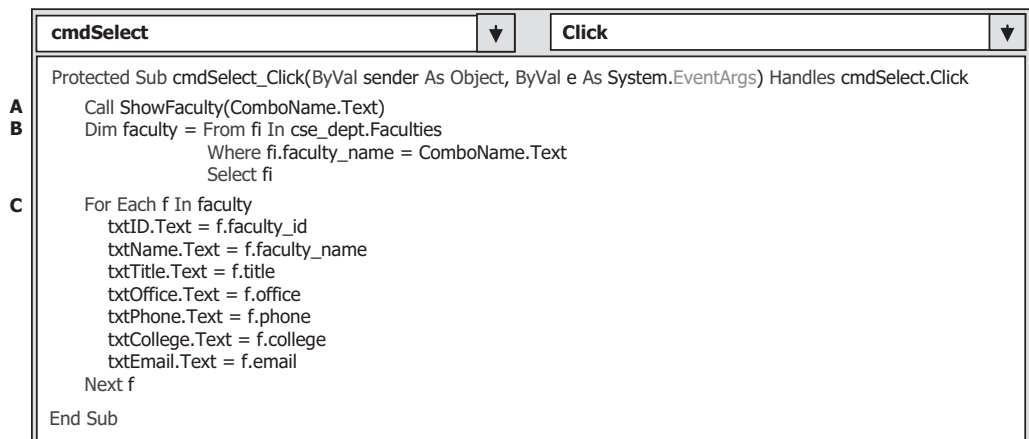 cmdSelect Click
Protected Sub cmdSelect_Click(ByVal sender As Object, ByVal e As System.EventArgs) Handles cmdSelect.Click
A Call ShowFaculty(ComboName.Text)
B Dim faculty = From fi In cse_dept.Faculties
Where fi.faculty_name = ComboName.Text
Select fi
C For Each f In faculty
txtID.Text = f.faculty_id
txtName.Text = f.faculty_name
txtTitle.Text = f.title
txtOffice.Text = f.office
txtPhone.Text = f.phone
txtCollege.Text = f.college
txtEmail.Text = f.email
Next f
End Sub